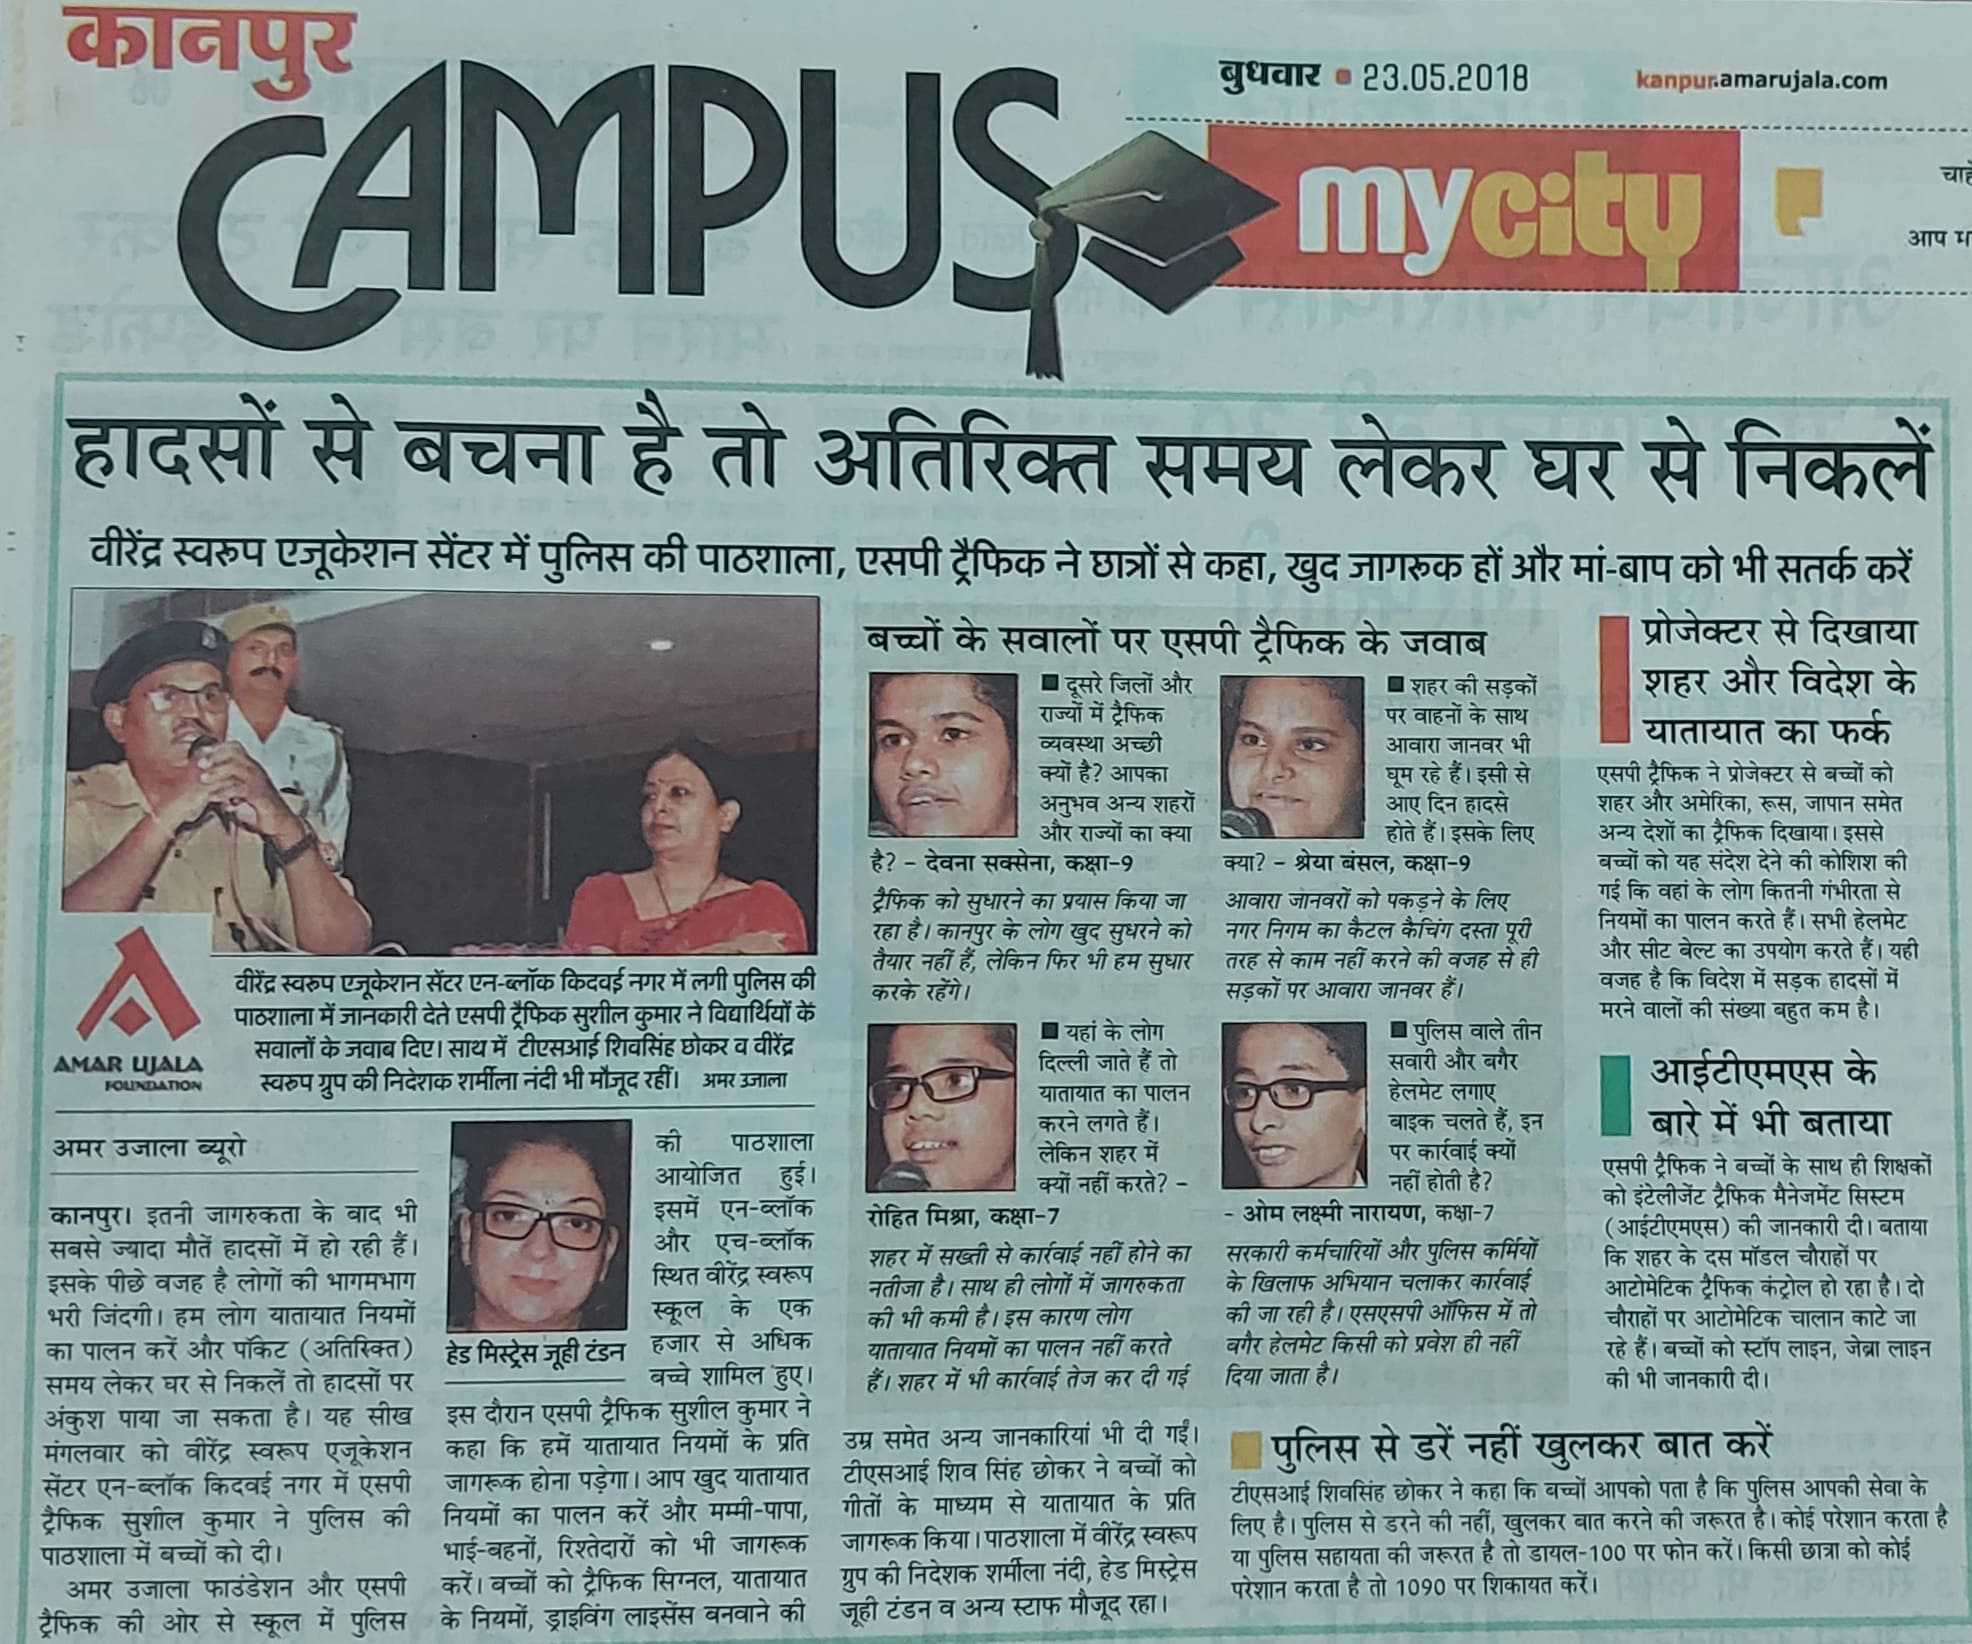 कानपुर
CAMPUS
बुधवार ■ 23.05.2018
kanpur.amarujala.com
mycity
आप
हादसों से बचना है तो अतिरिक्त समय लेकर घर से निकलें
वीरेंद्र स्वरूप एजूकेशन सेंटर में पुलिस की पाठशाला, एसपी ट्रैफिक ने छात्रों से कहा, खुद जागरूक हों और मां-बाप को भी सतर्क करें
AMAR UJALA
FOUNDATION
वीरेंद्र स्वरूप एजूकेशन सेंटर एन-ब्लॉक किदवई नगर में लगी पुलिस की
पाठशाला में जानकारी देते एसपी ट्रैफिक सुशील कुमार ने विद्यार्थियों के
सवालों के जवाब दिए। साथ में टीएसआई शिवसिंह छोकर व वीरेंद्र
स्वरुप ग्रुप की निदेशक शर्मीला नंदी भी मौजूद रहीं। अमर उजाला
अमर उजाला ब्यूरो
कानपुर। इतनी जागरुकता के बाद भी
सबसे ज्यादा मौतें हादसों में हो रही हैं।
इसके पीछे वजह है लोगों की भागमभाग
भरी जिंदगी। हम लोग यातायात नियमों
का पालन करें और पॉकेट (अतिरिक्त)
समय लेकर घर से निकलें तो हादसों पर
अंकुश पाया जा सकता है। यह सीख
मंगलवार को वीरेंद्र स्वरूप एजूकेशन
सेंटर एन-ब्लॉक किदवई नगर में एसपी
ट्रैफिक सुशील कुमार ने पुलिस की
पाठशाला में बच्चों को दी।
अमर उजाला फाउंडेशन और एसपी
ट्रैफिक की ओर से स्कूल में पुलिस
हेड मिस्ट्रेस जूही टंडन
की पाठशाला
आयोजित हुई।
इसमें एन-ब्लॉक
और एच-ब्लॉक
स्थित वीरेंद्र स्वरूप
स्कूल के एक
हजार से अधिक
बच्चे शामिल हुए।
इस दौरान एसपी ट्रैफिक सुशील कुमार ने
कहा कि हमें यातायात नियमों के प्रति
जागरूक होना पड़ेगा। आप खुद यातायात
नियमों का पालन करें और मम्मी-पापा,
भाई-बहनों, रिश्तेदारों को भी जागरूक
करें। बच्चों को ट्रैफिक सिग्नल, यातायात
के नियमों, ड्राइविंग लाइसेंस बनवाने की
उम्र समेत अन्य जानकारियां भी दी गईं।
टीएसआई शिव सिंह छोकर ने बच्चों को
गीतों के माध्यम से यातायात के प्रति
जागरूक किया। पाठशाला में वीरेंद्र स्वरूप
ग्रुप की निदेशक शर्मीला नंदी, हेड मिस्ट्रेस
जूही टंडन व अन्य स्टाफ मौजूद रहा।
बच्चों के सवालों पर एसपी ट्रैफिक के जवाब
■ दूसरे जिलों और
राज्यों में ट्रैफिक
व्यवस्था अच्छी
क्यों है? आपका
अनुभव अन्य शहरों
और राज्यों का क्या
है? – देवना सक्सेना, कक्षा-9
ट्रैफिक को सुधारने का प्रयास किया जा
रहा है। कानपुर के लोग खुद सुधरने को
तैयार नहीं हैं, लेकिन फिर भी हम सुधार
करके रहेंगे।
■ शहर की सड़कों
पर वाहनों के साथ
आवारा जानवर भी
घूम रहे हैं। इसी से
आए दिन हादसे
होते हैं। इसके लिए
क्या? – श्रेया बंसल, कक्षा-9
आवारा जानवरों को पकड़ने के लिए
नगर निगम का कैटल कैचिंग दस्ता पूरी
तरह से काम नहीं करने की वजह से ही
सड़कों पर आवारा जानवर हैं।
■ यहां के लोग
दिल्ली जाते हैं तो
यातायात का पालन
करने लगते हैं।
लेकिन शहर में
क्यों नहीं करते? –
रोहित मिश्रा, कक्षा-7
शहर में सख्ती से कार्रवाई नहीं होने का
नतीजा है। साथ ही लोगों में जागरुकता
की भी कमी है। इस कारण लोग
यातायात नियमों का पालन नहीं करते
हैं। शहर में भी कार्रवाई तेज कर दी गई
■ पुलिस वाले तीन
सवारी और बगैर
हेलमेट लगाए
बाइक चलते हैं, इन
पर कार्रवाई क्यों
नहीं होती है?
- ओम लक्ष्मी नारायण, कक्षा-7
सरकारी कर्मचारियों और पुलिस कर्मियों
के खिलाफ अभियान चलाकर कार्रवाई
की जा रही है। एसएसपी ऑफिस में तो
बगैर हेलमेट किसी को प्रवेश ही नहीं
दिया जाता है।
प्रोजेक्टर से दिखाया
शहर और विदेश के
यातायात का फर्क
एसपी ट्रैफिक ने प्रोजेक्टर से बच्चों को
शहर और अमेरिका, रूस, जापान समेत
अन्य देशों का ट्रैफिक दिखाया। इससे
बच्चों को यह संदेश देने की कोशिश की
गई कि वहां के लोग कितनी गंभीरता से
नियमों का पालन करते हैं। सभी हेलमेट
और सीट बेल्ट का उपयोग करते हैं। यही
वजह है कि विदेश में सड़क हादसों में
मरने वालों की संख्या बहुत कम है।
आईटीएमएस के
बारे में भी बताया
एसपी ट्रैफिक ने बच्चों के साथ ही शिक्षकों
को इंटेलीजेंट ट्रैफिक मैनेजमेंट सिस्टम
(आईटीएमएस) की जानकारी दी। बताया
कि शहर के दस मॉडल चौराहों पर
आटोमेटिक ट्रैफिक कंट्रोल हो रहा है। दो
चौराहों पर आटोमेटिक चालान काटे जा
रहे हैं। बच्चों को स्टॉप लाइन, जेब्रा लाइन
की भी जानकारी दी।
पुलिस से डरें नहीं खुलकर बात करें
टीएसआई शिवसिंह छोकर ने कहा कि बच्चों आपको पता है कि पुलिस आपकी सेवा के
लिए है। पुलिस से डरने की नहीं, खुलकर बात करने की जरूरत है। कोई परेशान करता है
या पुलिस सहायता की जरूरत है तो डायल-100 पर फोन करें। किसी छात्रा को कोई
परेशान करता है तो 1090 पर शिकायत करें।